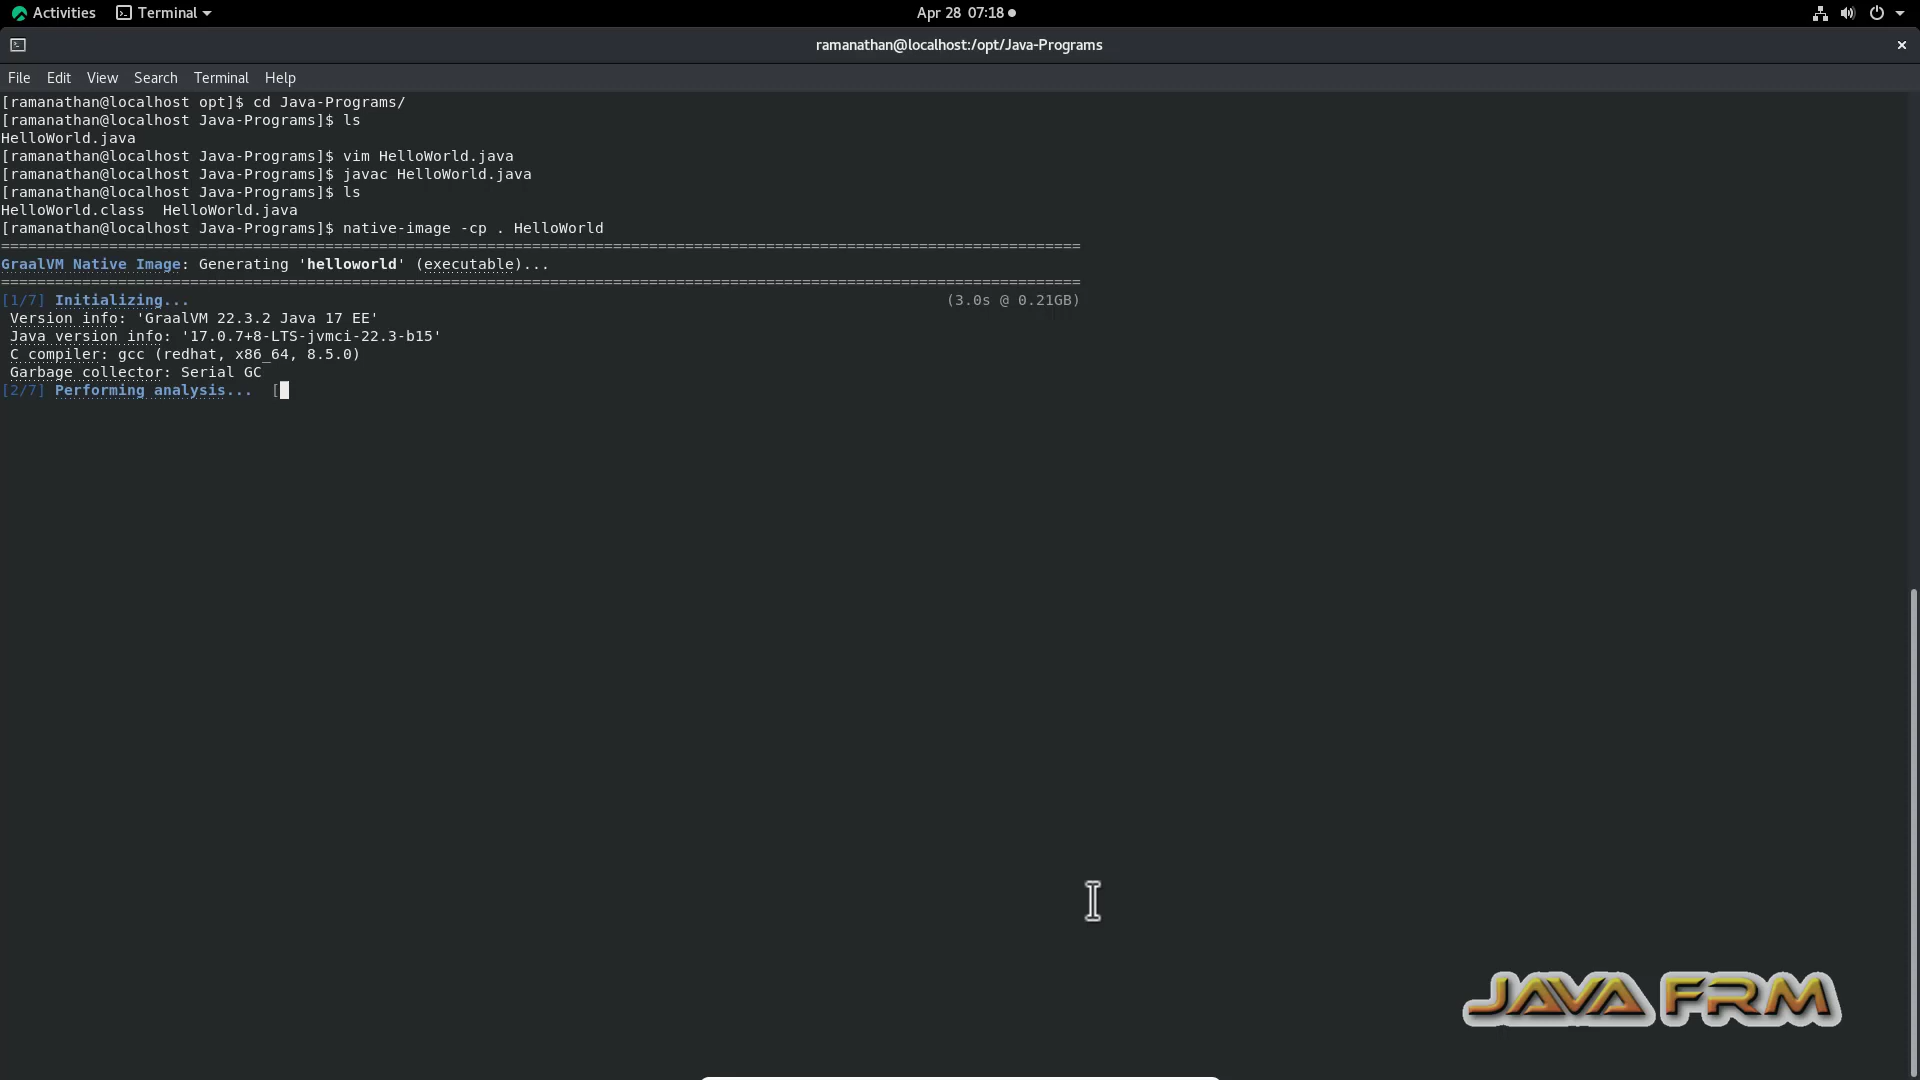 Activities Terminal Apr 28 07:18
ramanathan@localhost:/opt/Java-Programs
File Edit View Search Terminal Help
[ramanathan@localhost opt]$ cd Java-Programs/
[ramanathan@localhost Java-Programs]$ ls
HelloWorld.java
[ramanathan@localhost Java-Programs]$ vim HelloWorld.java
[ramanathan@localhost Java-Programs]$ javac HelloWorld.java
[ramanathan@localhost Java-Programs]$ ls
HelloWorld.class  HelloWorld.java
[ramanathan@localhost Java-Programs]$ native-image -cp . HelloWorld
========================================================================================================================
GraalVM Native Image: Generating 'helloworld' (executable)...
========================================================================================================================
[1/7] Initializing... (3.0s @ 0.21GB)
Version info: 'GraalVM 22.3.2 Java 17 EE'
Java version info: '17.0.7+8-LTS-jvmci-22.3-b15'
C compiler: gcc (redhat, x86_64, 8.5.0)
Garbage collector: Serial GC
[2/7] Performing analysis...  [
JAVA FRM